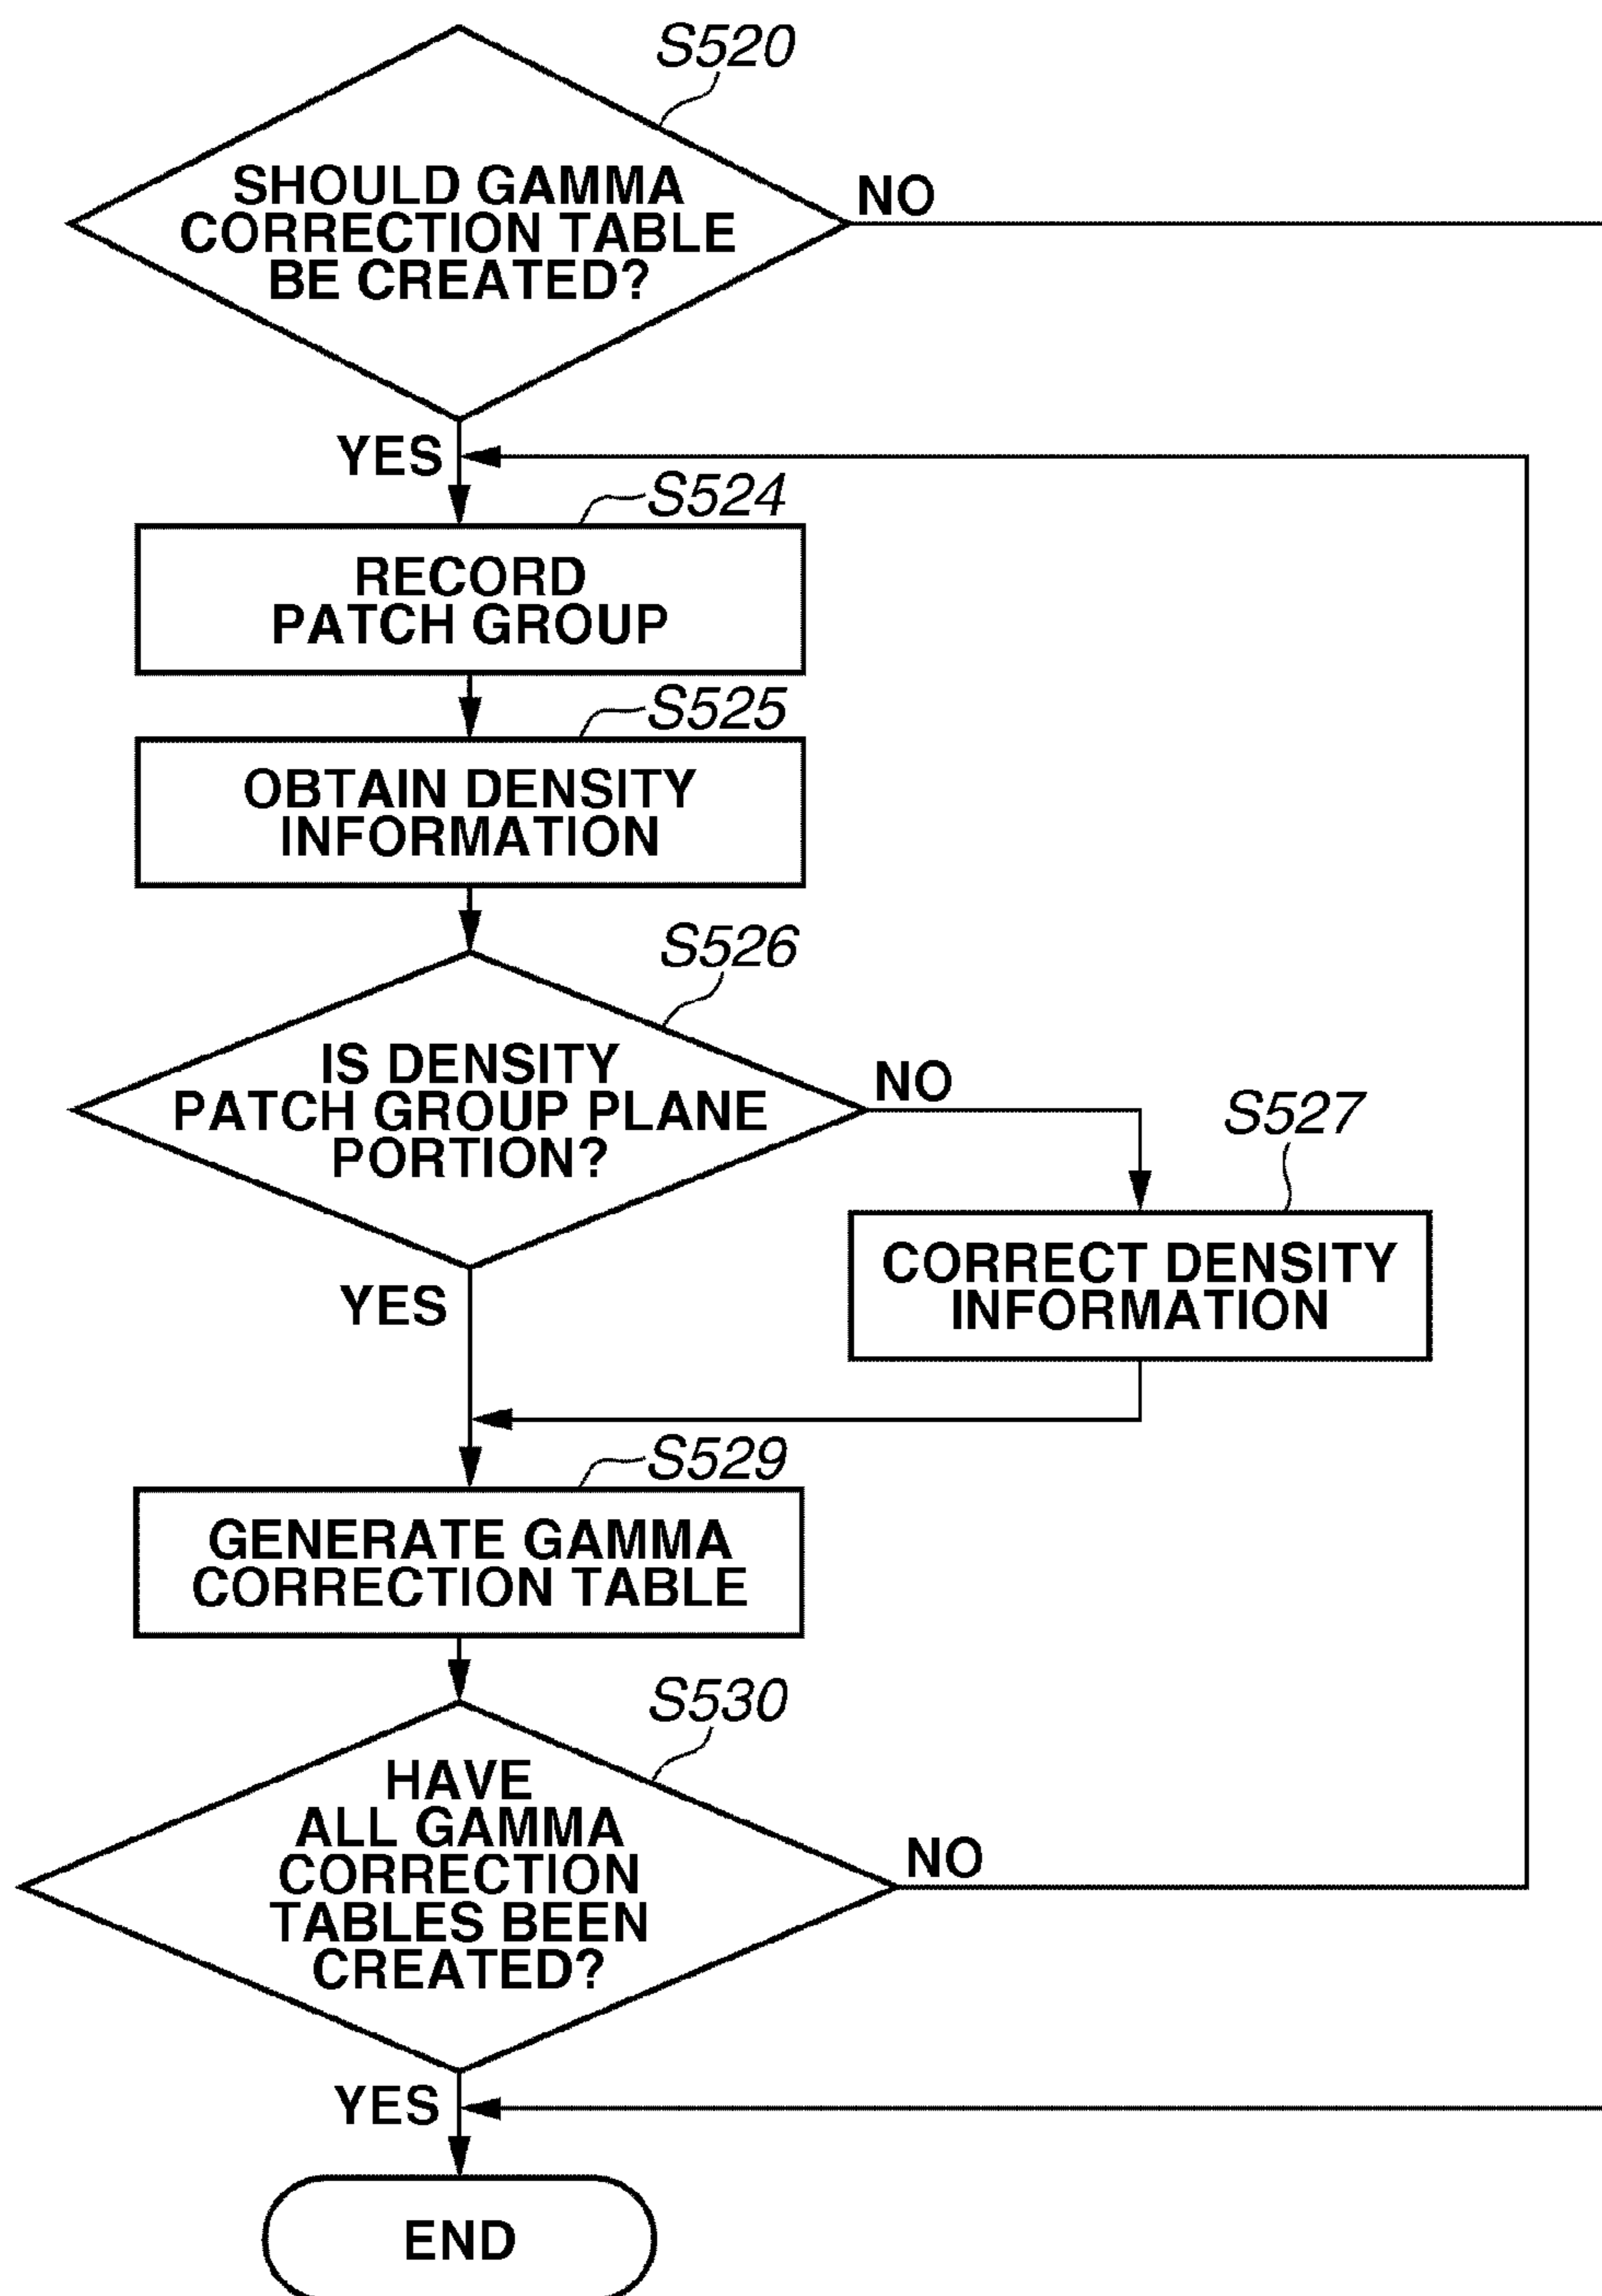 S520
SHOULD GAMMA
CORRECTION TABLE
BE CREATED?
NO
YES
S524
RECORD
PATCH GROUP
S525
OBTAIN DENSITY
INFORMATION
S526
IS DENSITY
PATCH GROUP PLANE
PORTION?
NO
YES
S527
CORRECT DENSITY
INFORMATION
S529
GENERATE GAMMA
CORRECTION TABLE
S530
HAVE
ALL GAMMA
CORRECTION
TABLES BEEN
CREATED?
NO
YES
END